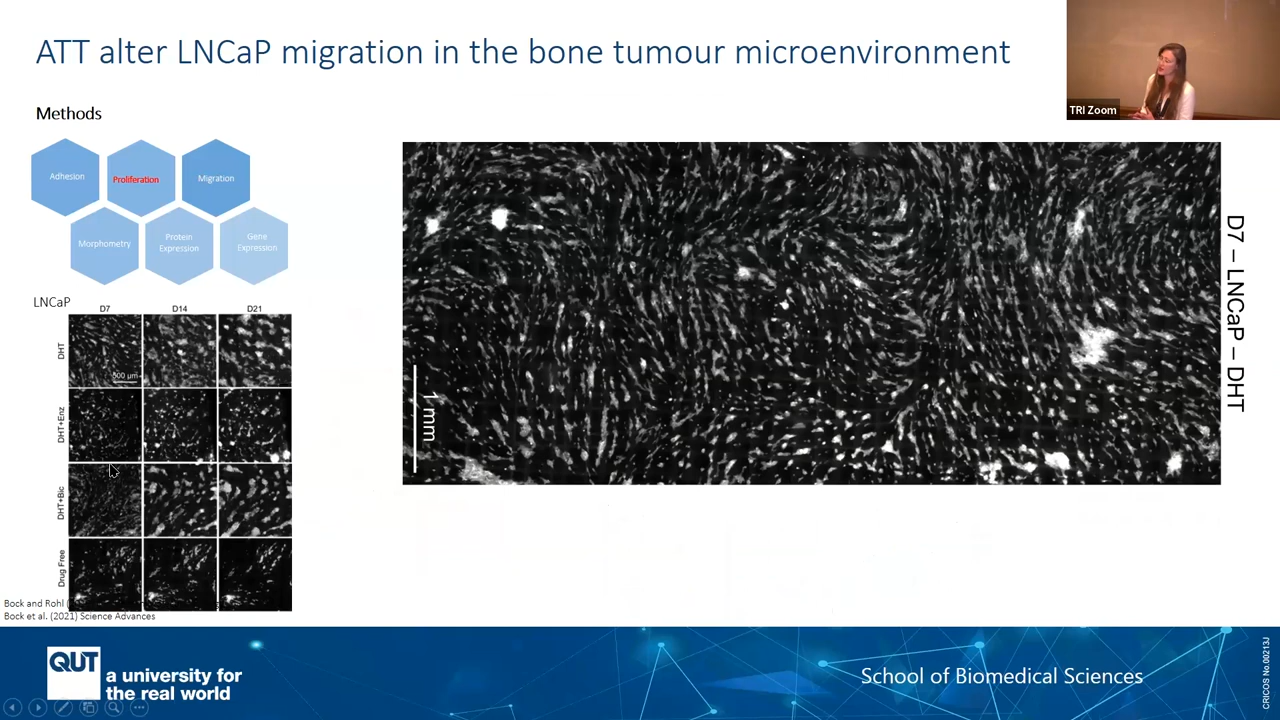 ATT alter LNCaP migration in the bone tumour microenvironment
TRI Zoom
Methods
Adhesion
Proliferation
Migration
Morphometry
Protein
Expression
Gene
Expression
LNCaP
D7
D14
D21
DHT
500 µm
DHT+Enz
DHT+Bic
Drug Free
1 mm
D7 – LNCaP – DHT
Bock and Rohl (
Bock et al. (2021) Science Advances
QUT
a university for
the real world
School of Biomedical Sciences
CRICOS No.00213J